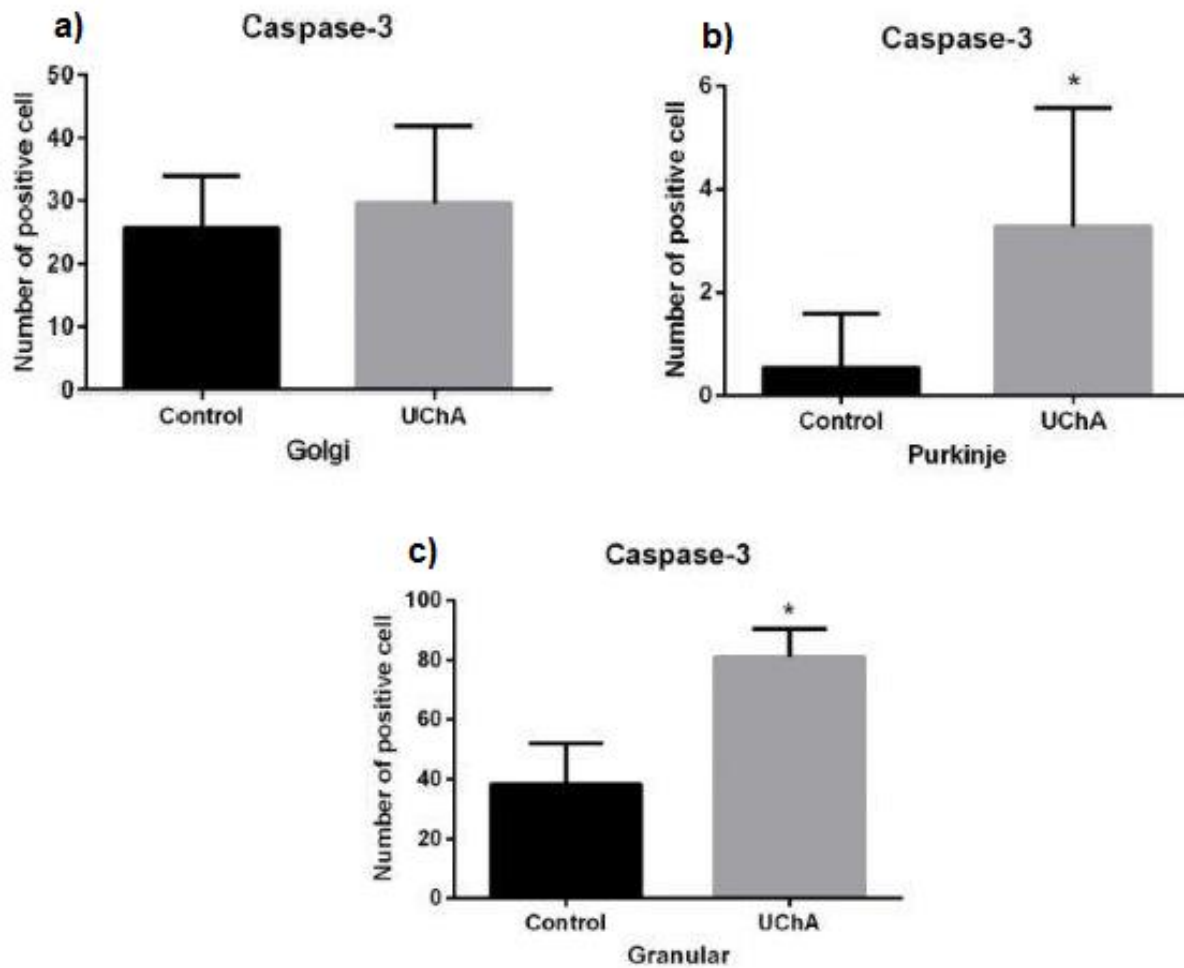 a)
Caspase-3
Number of positive cell
50
40
30
20
10
0
Control
UChA
Golgi
b)
Caspase-3
Number of positive cell
6
4
2
0
*
Control
UChA
Purkinje
c)
Caspase-3
Number of positive cell
100
80
60
40
20
0
*
Control
UChA
Granular